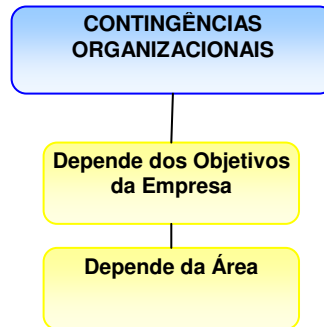 CONTINGÊNCIAS
ORGANIZACIONAIS
Depende dos Objetivos
da Empresa
Depende da Área